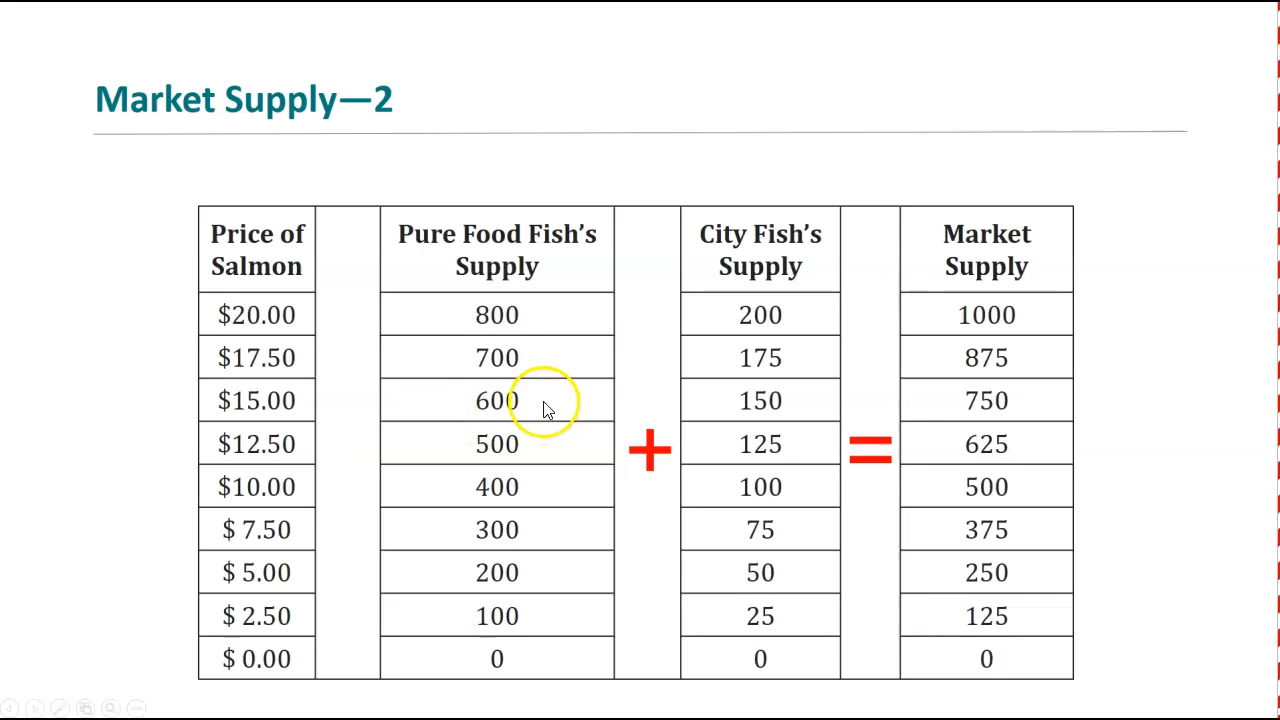 Market Supply—2
Price of Salmon Pure Food Fish's Supply + City Fish's Supply = Market Supply
$20.00 800 200 1000
$17.50 700 175 875
$15.00 600 150 750
$12.50 500 125 625
$10.00 400 100 500
$ 7.50 300 75 375
$ 5.00 200 50 250
$ 2.50 100 25 125
$ 0.00 0 0 0